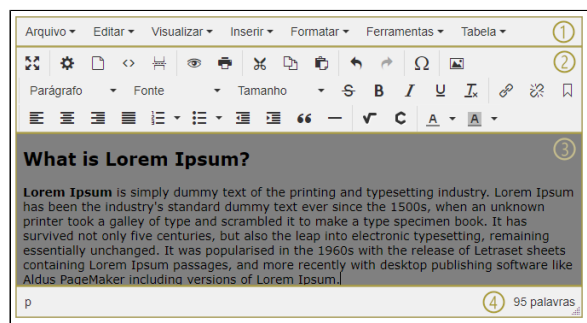 Arquivo Editar Visualizar Inserir Formatar Ferramentas Tabela 1
2
Parágrafo Fonte Tamanho S B I U Tx
A A
3
What is Lorem Ipsum?
Lorem Ipsum is simply dummy text of the printing and typesetting industry. Lorem Ipsum
has been the industry's standard dummy text ever since the 1500s, when an unknown
printer took a galley of type and scrambled it to make a type specimen book. It has
survived not only five centuries, but also the leap into electronic typesetting, remaining
essentially unchanged. It was popularised in the 1960s with the release of Letraset sheets
containing Lorem Ipsum passages, and more recently with desktop publishing software like
Aldus PageMaker including versions of Lorem Ipsum.
p 4 95 palavras